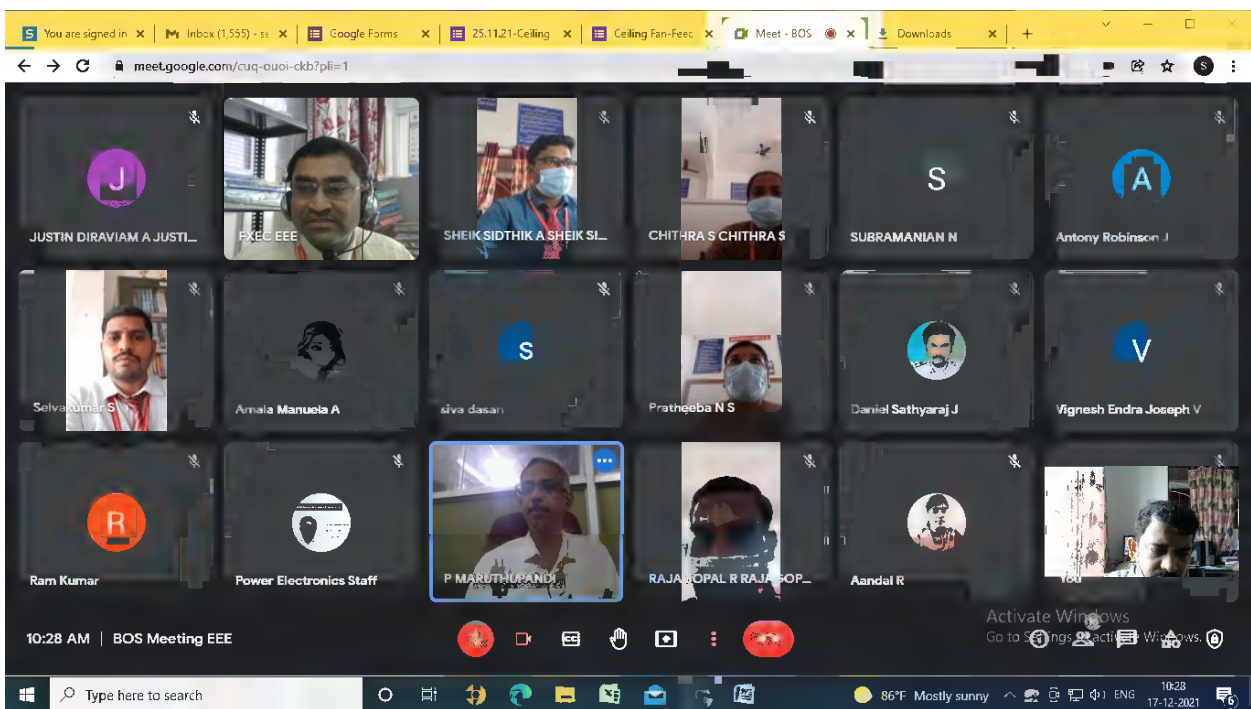 You are signed in
Inbox (1,555) - se
Google Forms
25.11.21-Ceiling
Ceiling Fan-Feec
Meet - BOS
Downloads
meet.google.com/cuq-ouoi-ckb?pli=1
S
J
JUSTIN DIRAVIAM A JUSTI...
FXEC EEE
SHEIK SIDTHIK A SHEIK SI...
CHITHRA S CHITHRA S
S
SUBRAMANIAN N
A
Antony Robinson J
Selvakumar S
Amala Manuela A
S
siva dasan
Pratheeba N S
Daniel Sathyaraj J
V
Vignesh Endra Joseph V
R
Ram Kumar
Power Electronics Staff
P MARUTHUPANDI
RAJAGOPAL R RAJAGOP...
Aandal R
You
10:28 AM | BOS Meeting EEE
Activate Windows
Go to Settings to activate Windows.
Type here to search
86°F Mostly sunny
ENG
10:28
17-12-2021
6